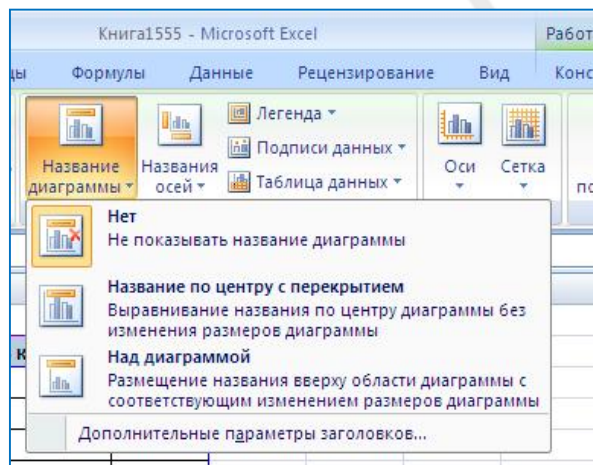 Книга1555 - Microsoft Excel
Работ
цы Формулы Данные Рецензирование Вид Конс
Название диаграммы
Названия осей
Легенда
Подписи данных
Таблица данных
Оси
Сетка
по
Нет
Не показывать название диаграммы
Название по центру с перекрытием
Выравнивание названия по центру диаграммы без
изменения размеров диаграммы
Над диаграммой
Размещение названия вверху области диаграммы с
соответствующим изменением размеров диаграммы
Дополнительные параметры заголовков...
к